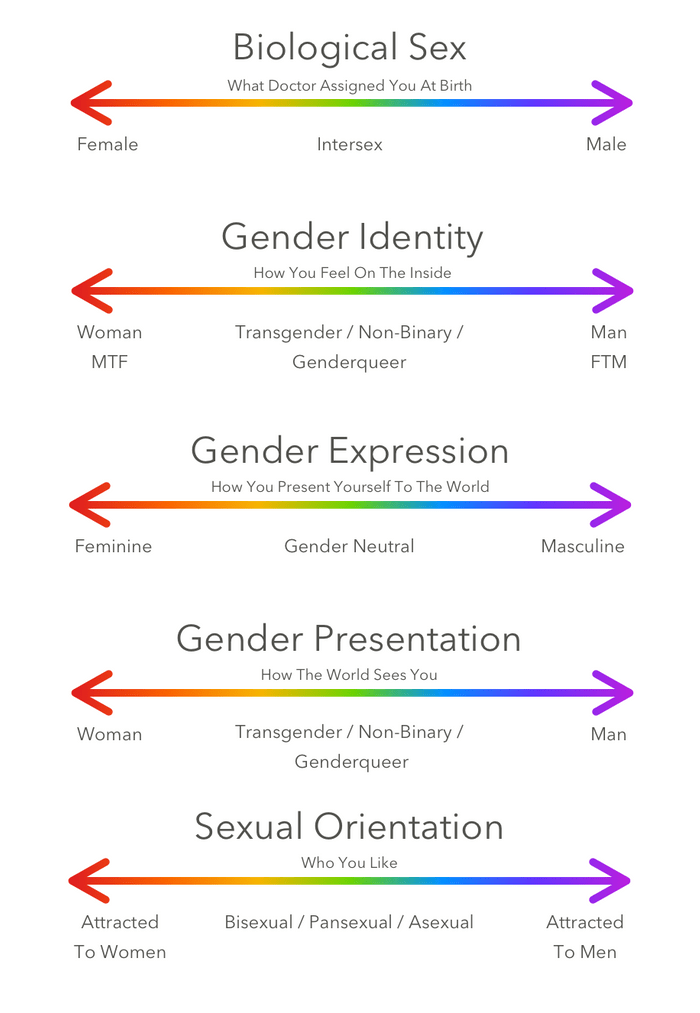 Biological Sex
What Doctor Assigned You At Birth
Female Intersex Male
Gender Identity
How You Feel On The Inside
Woman Transgender / Non-Binary / Man
MTF Genderqueer FTM
Gender Expression
How You Present Yourself To The World
Feminine Gender Neutral Masculine
Gender Presentation
How The World Sees You
Woman Transgender / Non-Binary / Man
Genderqueer
Sexual Orientation
Who You Like
Attracted Bisexual / Pansexual / Asexual Attracted
To Women To Men